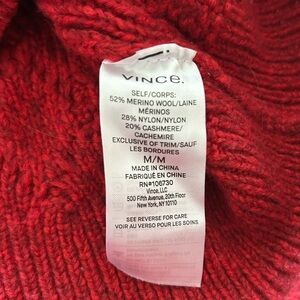 VINCE.
SELF/CORPS:
52% MERINO WOOL/LAINE
MÉRINOS
28% NYLON/NYLON
20% CASHMERE/
CACHEMIRE
EXCLUSIVE OF TRIM/SAUF
LES BORDURES
M/M
MADE IN CHINA
FABRIQUÉ EN CHINE
RN#106730
Vince, LLC
500 Fifth Avenue, 20th Floor
New York, NY 10110
SEE REVERSE FOR CARE
VOIR AU VERSO POUR LES SOINS